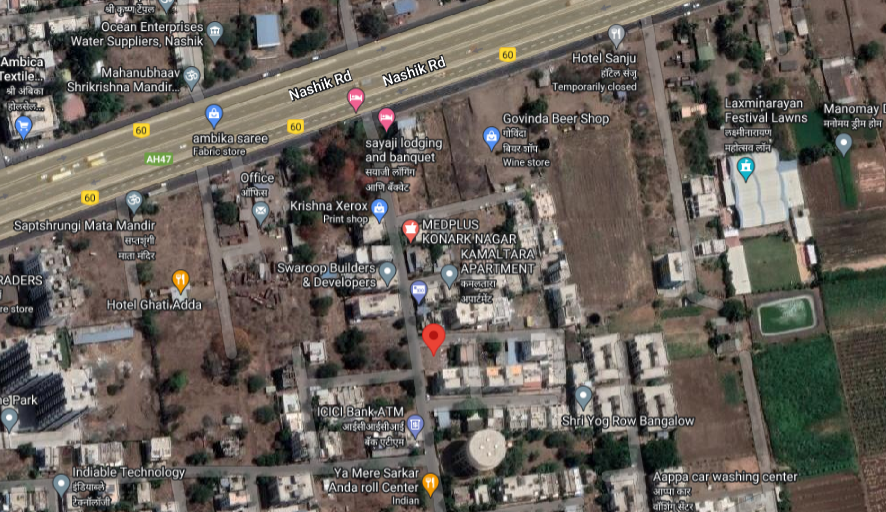 श्री कृष्ण टेंपल
Ocean Enterprises
Water Suppliers, Nashik
Nashik Rd
Nashik Rd
60
Hotel Sanju
हॉटेल संजू
Temporarily closed
Ambica
Textile...
श्री अंबिका
होलसेल...
Mahanubhaav
Shrikrishna Mandir...
60
60
ambika saree
Fabric store
AH47
60
sayaji lodging
and banquet
सयाजी लॉगिंग
आणि बँक्वेट
Govinda Beer Shop
गोविंदा
बियर शॉप
Wine store
Laxminarayan
Festival Lawns
लक्ष्मीनारायण
महोत्सव लॉन
Manomay D
मनोमय ड्रीम होम
Office
ऑफिस
Saptshrungi Mata Mandir
सप्तशृंगी
माता मंदिर
Krishna Xerox
Print shop
MEDPLUS
KONARK NAGAR
KAMALTARA
APARTMENT
कमलतारा
अपार्टमेंट
Swaroop Builders
& Developers
RADERS
re store
Hotel Ghati Adda
ne Park
ICICI Bank ATM
आईसीआईसीआई
बँक एटीएम
Shri Yog Row Bangalow
Indiable Technology
इंडियाबले
टेक्नॉलॉजी
Ya Mere Sarkar
Anda roll Center
Indian
Aappa car washing center
आप्पा कार
वॉशिंग सेंटर